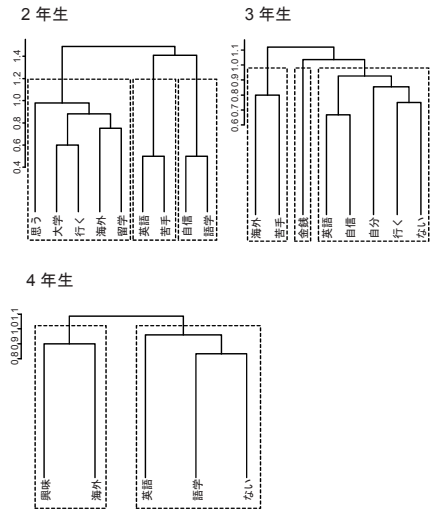 2 年生
3 年生
0.4 0.6 0.8 1.0 1.2 1.4
0.6 0.7 0.8 0.9 1.0 1.1
思う
大学
行く
海外
留学
英語
苦手
自信
語学
海外
苦手
金銭
英語
自信
自分
行く
ない
4 年生
0.8 0.9 1.0 1.1
興味
海外
英語
語学
ない